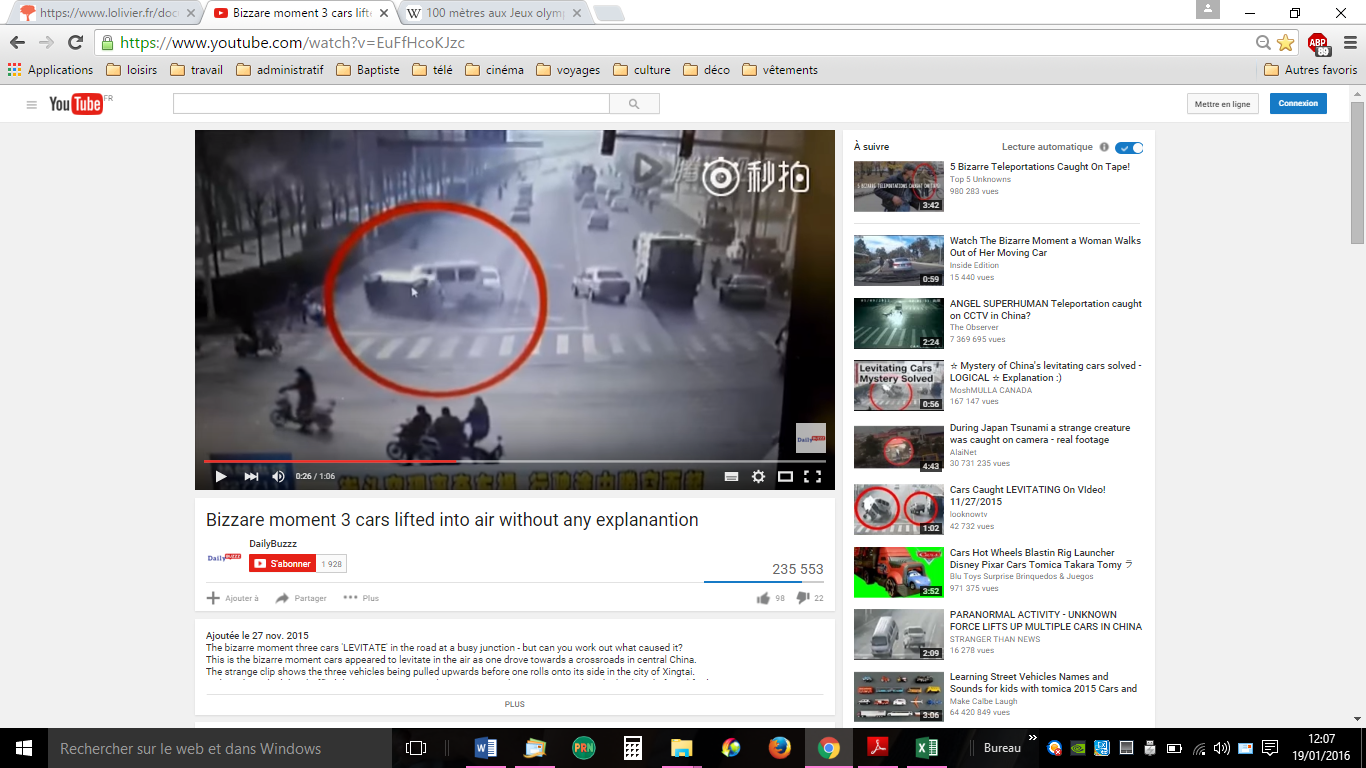 https://www.lolivier.fr/doc
Bizzare moment 3 cars lift
100 mètres aux Jeux olymp
https://www.youtube.com/watch?v=EuFfHcoKJzc
ABP
89
Applications
loisirs
travail
administratif
Baptiste
télé
cinéma
voyages
culture
déco
vêtements
Autres favoris
YouTube FR
Mettre en ligne
Connexion
秒拍
Daily
0:26 / 1:06
Bizzare moment 3 cars lifted into air without any explanantion
DailyBuzzz
Daily BUZZZ
S'abonner
1 928
235 553
Ajouter à
Partager
Plus
98
22
Ajoutée le 27 nov. 2015
The bizarre moment three cars 'LEVITATE' in the road at a busy junction - but can you work out what caused it?
This is the bizarre moment cars appeared to levitate in the air as one drove towards a crossroads in central China.
The strange clip shows the three vehicles being pulled upwards before one rolls onto its side in the city of Xingtai.
PLUS
À suivre
Lecture automatique
5 Bizarre Teleportations Caught On Tape!
Top 5 Unknowns
980 283 vues
5 BIZARRE TELEPORTATIONS CAUGHT ON TAPE!
3:42
Watch The Bizarre Moment a Woman Walks
Out of Her Moving Car
Inside Edition
15 440 vues
0:59
ANGEL SUPERHUMAN Teleportation caught
on CCTV in China?
The Observer
7 369 695 vues
2:24
☆ Mystery of China's levitating cars solved -
LOGICAL ☆ Explanation :)
MoshMULLA CANADA
167 147 vues
Levitating Cars
Mystery Solved
0:56
During Japan Tsunami a strange creature
was caught on camera - real footage
AlaiNet
30 731 235 vues
4:43
Cars Caught LEVITATING On VIdeo!
11/27/2015
looknowtv
42 732 vues
1:02
Cars Hot Wheels Blastin Rig Launcher
Disney Pixar Cars Tomica Takara Tomy ラ
Blu Toys Surprise Brinquedos & Juegos
971 375 vues
3:52
PARANORMAL ACTIVITY - UNKNOWN
FORCE LIFTS UP MULTIPLE CARS IN CHINA
STRANGER THAN NEWS
16 278 vues
2:09
Learning Street Vehicles Names and
Sounds for kids with tomica 2015 Cars and
Make Calbe Laugh
64 420 849 vues
3:06
Rechercher sur le web et dans Windows
PRN
Bureau
12:07
19/01/2016